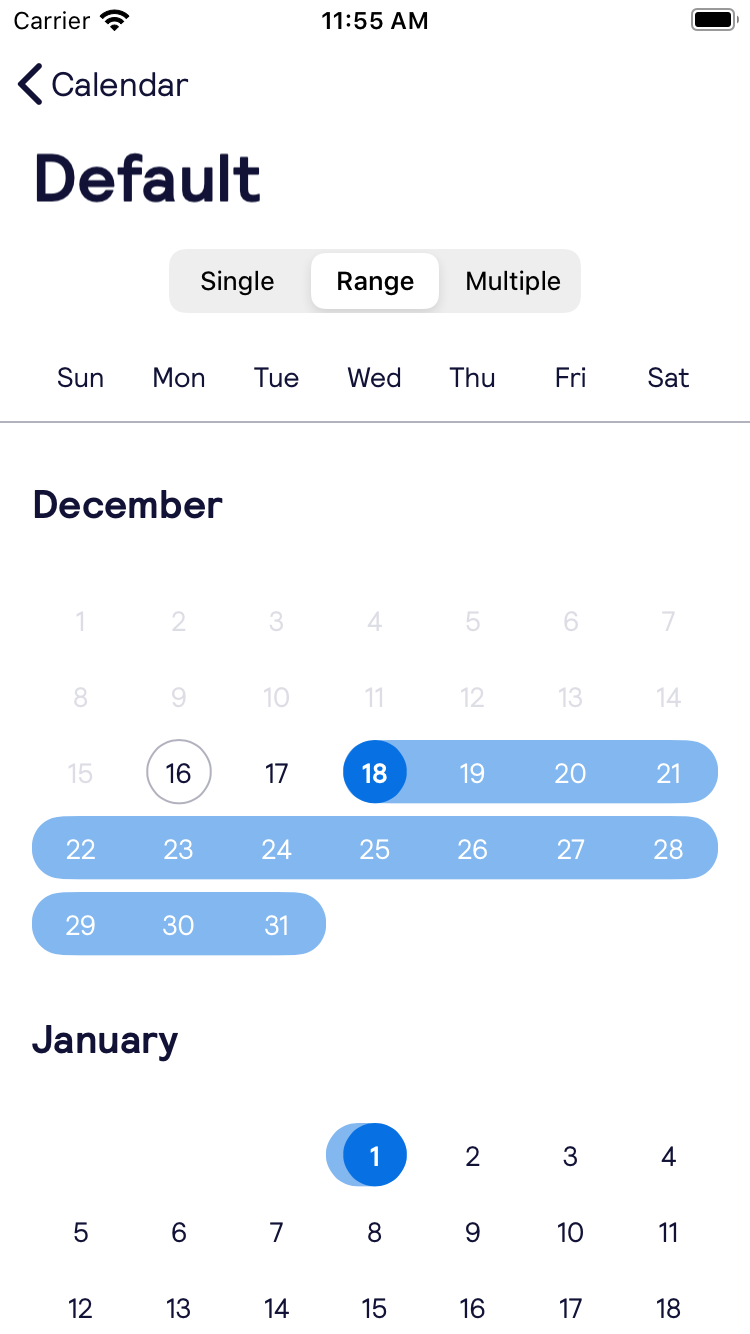 Carrier 11:55 AM
Calendar
Default
Single Range Multiple
Sun Mon Tue Wed Thu Fri Sat
December
1 2 3 4 5 6 7
8 9 10 11 12 13 14
15 16 17 18 19 20 21
22 23 24 25 26 27 28
29 30 31
January
1 2 3 4
5 6 7 8 9 10 11
12 13 14 15 16 17 18